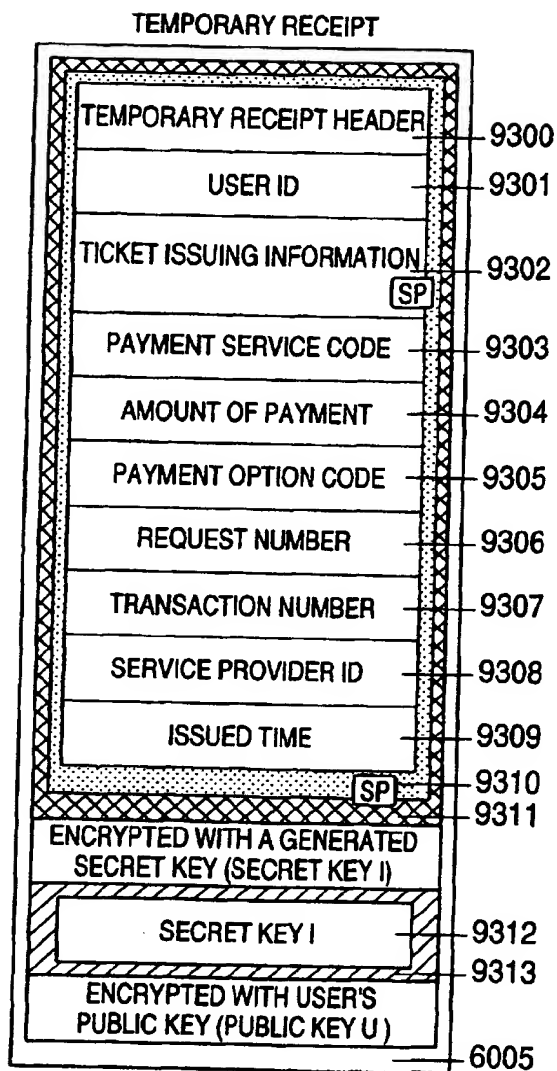 TEMPORARY RECEIPT
TEMPORARY RECEIPT HEADER 9300
USER ID 9301
TICKET ISSUING INFORMATION 9302
SP
PAYMENT SERVICE CODE 9303
AMOUNT OF PAYMENT 9304
PAYMENT OPTION CODE 9305
REQUEST NUMBER 9306
TRANSACTION NUMBER 9307
SERVICE PROVIDER ID 9308
ISSUED TIME 9309
SP 9310
9311
ENCRYPTED WITH A GENERATED
SECRET KEY (SECRET KEY I)
SECRET KEY I 9312
9313
ENCRYPTED WITH USER'S
PUBLIC KEY (PUBLIC KEY U)
6005